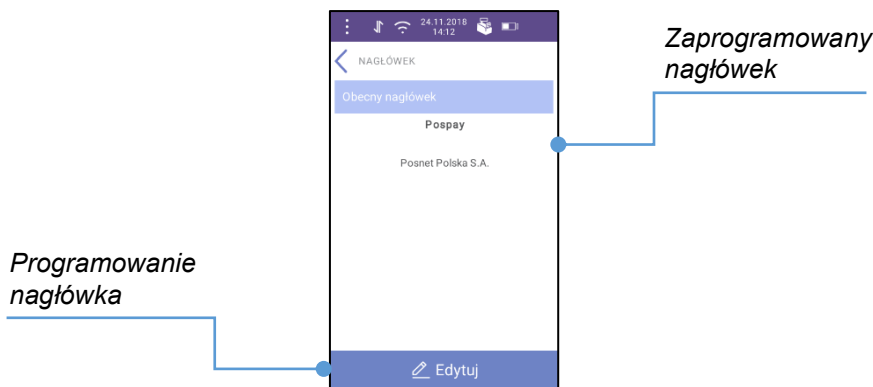 24.11.2018
14:12
NAGŁÓWEK
Obecny nagłówek
Pospay
Posnet Polska S.A.
Zaprogramowany
nagłówek
Programowanie
nagłówka
Edytuj